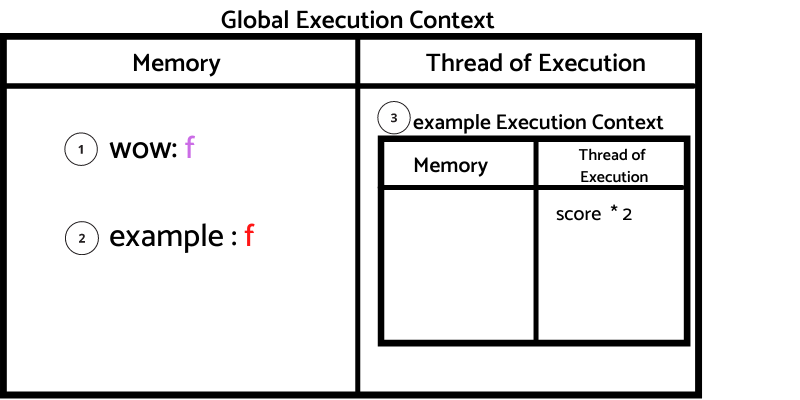 Global Execution Context
Memory
Thread of Execution
1 wow: f
2 example : f
3 example Execution Context
Memory
Thread of
Execution
score * 2